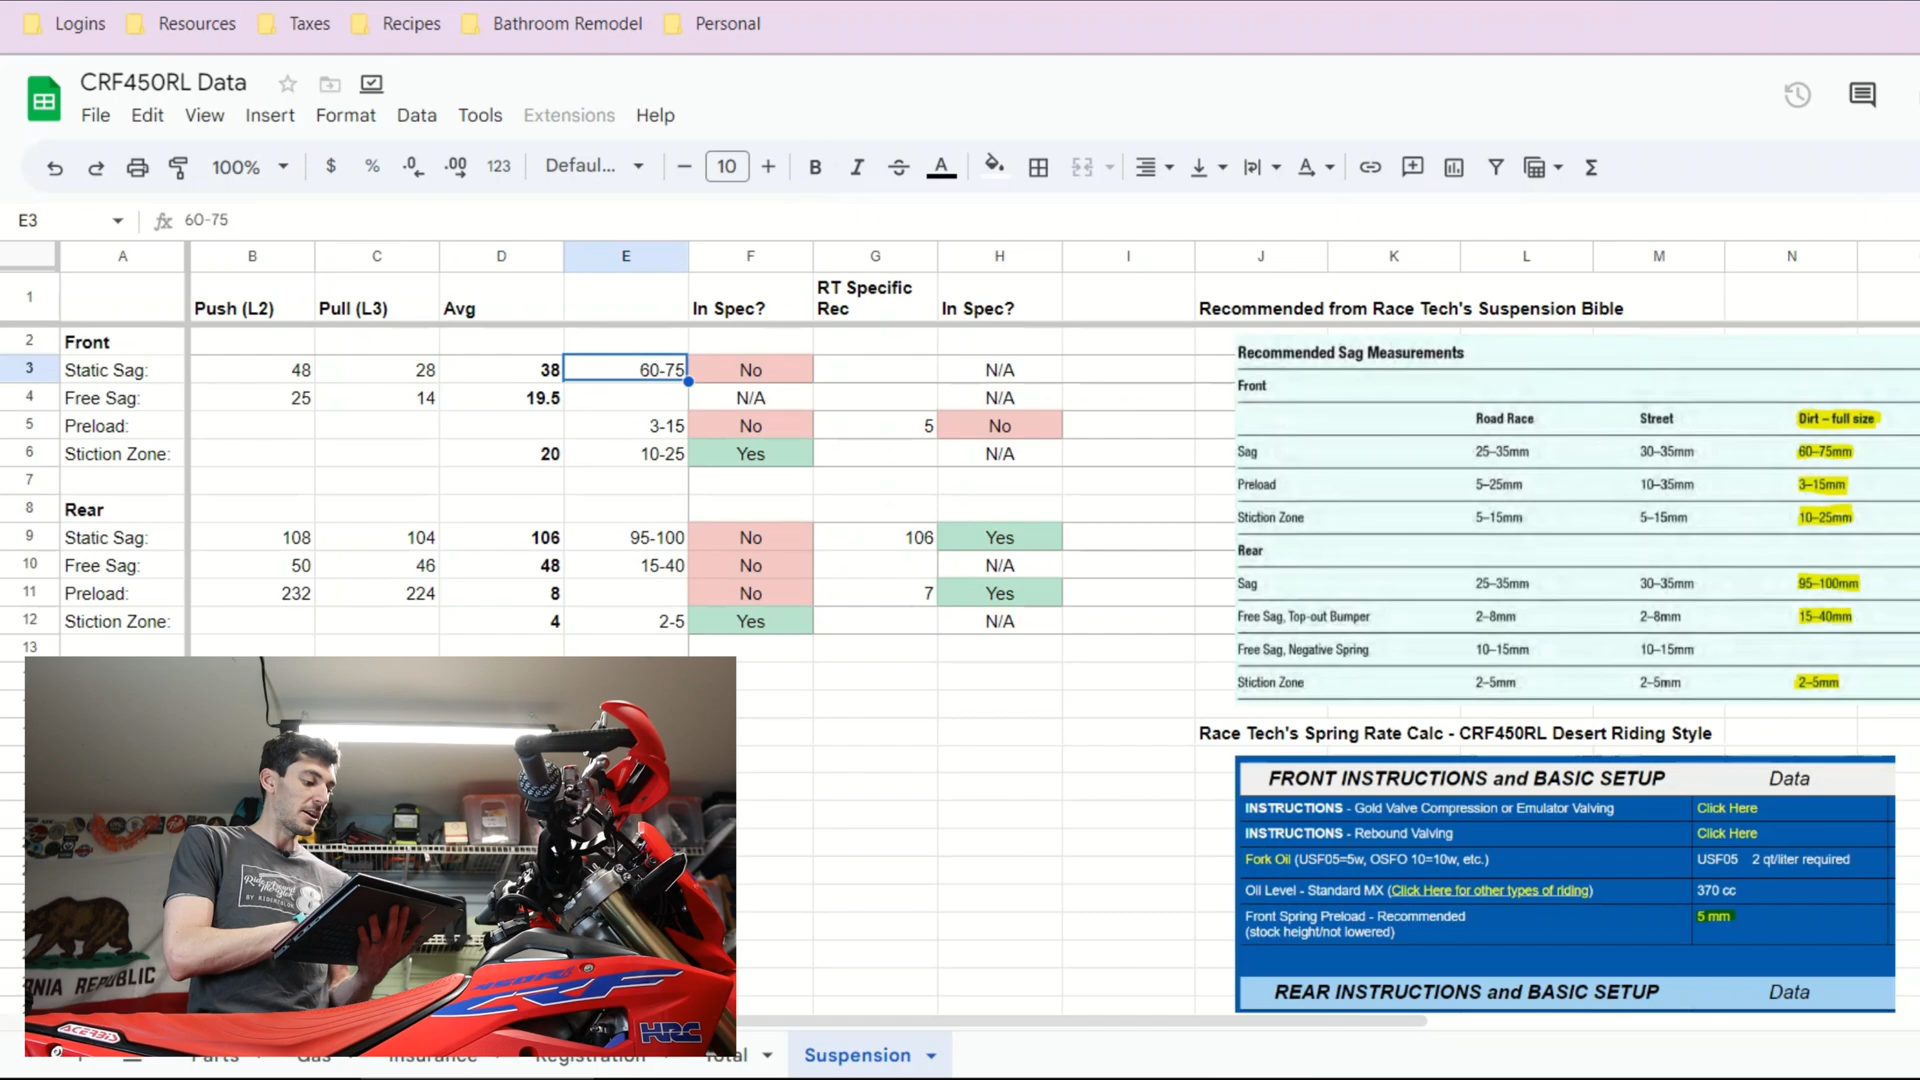 Logins Resources Taxes Recipes Bathroom Remodel Personal
CRF450RL Data
File Edit View Insert Format Data Tools Extensions Help
100% $ % .0 .00 123 Defaul... 10 B I A
E3 fx 60-75
A B C D E F G H I J K L M N
1 Push (L2) Pull (L3) Avg In Spec? RT Specific Rec In Spec? Recommended from Race Tech's Suspension Bible
2 Front
3 Static Sag: 48 28 38 60-75 No N/A
4 Free Sag: 25 14 19.5 N/A N/A
5 Preload: 3-15 No 5 No
6 Stiction Zone: 20 10-25 Yes N/A
7
8 Rear
9 Static Sag: 108 104 106 95-100 No 106 Yes
10 Free Sag: 50 46 48 15-40 No N/A
11 Preload: 232 224 8 No 7 Yes
12 Stiction Zone: 4 2-5 Yes N/A
13
Recommended Sag Measurements
Front
Road Race Street Dirt – full size
Sag 25–35mm 30–35mm 60–75mm
Preload 5–25mm 10–35mm 3–15mm
Stiction Zone 5–15mm 5–15mm 10–25mm
Rear
Sag 25–35mm 30–35mm 95–100mm
Free Sag, Top-out Bumper 2–8mm 2–8mm 15–40mm
Free Sag, Negative Spring 10–15mm 10–15mm
Stiction Zone 2–5mm 2–5mm 2–5mm
Race Tech's Spring Rate Calc - CRF450RL Desert Riding Style
FRONT INSTRUCTIONS and BASIC SETUP Data
INSTRUCTIONS - Gold Valve Compression or Emulator Valving Click Here
INSTRUCTIONS - Rebound Valving Click Here
Fork Oil (USF05=5w, OSFO 10=10w, etc.) USF05 2 qt/liter required
Oil Level - Standard MX (Click Here for other types of riding) 370 cc
Front Spring Preload - Recommended 5 mm
(stock height/not lowered)
REAR INSTRUCTIONS and BASIC SETUP Data
RNIA REPUBLIC
450RL
CRF
HRC
ACERBIS
Parts Gas Insurance Registration Total Suspension